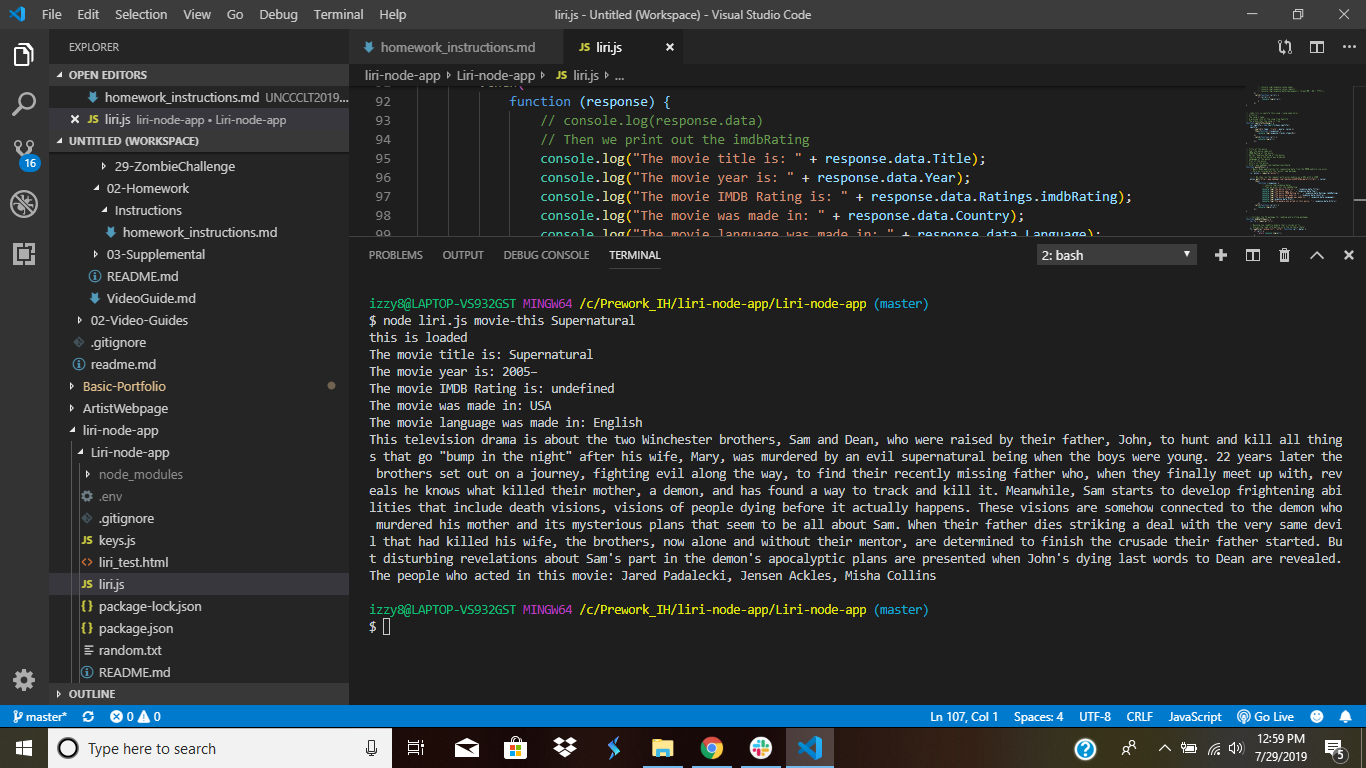 File Edit Selection View Go Debug Terminal Help
liri.js - Untitled (Workspace) - Visual Studio Code
EXPLORER
OPEN EDITORS
homework_instructions.md UNCCCLT2019...
liri.js liri-node-app • Liri-node-app
UNTITLED (WORKSPACE)
29-ZombieChallenge
02-Homework
Instructions
homework_instructions.md
03-Supplemental
README.md
VideoGuide.md
02-Video-Guides
.gitignore
readme.md
Basic-Portfolio
ArtistWebpage
liri-node-app
Liri-node-app
node_modules
.env
.gitignore
JS keys.js
liri_test.html
JS liri.js
{} package-lock.json
{} package.json
random.txt
README.md
OUTLINE
16
homework_instructions.md
JS liri.js
liri-node-app Liri-node-app JS liri.js ...
92 function (response) {
93 // console.log(response.data)
94 // Then we print out the imdbRating
95 console.log("The movie title is: " + response.data.Title);
96 console.log("The movie year is: " + response.data.Year);
97 console.log("The movie IMDB Rating is: " + response.data.Ratings.imdbRating);
98 console.log("The movie was made in: " + response.data.Country);
99 console.log("The movie language was made in: " + response.data.Language);
PROBLEMS OUTPUT DEBUG CONSOLE TERMINAL
2: bash
izzy8@LAPTOP-VS932GST MINGW64 /c/Prework_IH/liri-node-app/Liri-node-app (master)
$ node liri.js movie-this Supernatural
this is loaded
The movie title is: Supernatural
The movie year is: 2005–
The movie IMDB Rating is: undefined
The movie was made in: USA
The movie language was made in: English
This television drama is about the two Winchester brothers, Sam and Dean, who were raised by their father, John, to hunt and kill all thing
s that go "bump in the night" after his wife, Mary, was murdered by an evil supernatural being when the boys were young. 22 years later the
brothers set out on a journey, fighting evil along the way, to find their recently missing father who, when they finally meet up with, rev
eals he knows what killed their mother, a demon, and has found a way to track and kill it. Meanwhile, Sam starts to develop frightening abi
lities that include death visions, visions of people dying before it actually happens. These visions are somehow connected to the demon who
murdered his mother and its mysterious plans that seem to be all about Sam. When their father dies striking a deal with the very same devi
l that had killed his wife, the brothers, now alone and without their mentor, are determined to finish the crusade their father started. Bu
t disturbing revelations about Sam's part in the demon's apocalyptic plans are presented when John's dying last words to Dean are revealed.
The people who acted in this movie: Jared Padalecki, Jensen Ackles, Misha Collins
izzy8@LAPTOP-VS932GST MINGW64 /c/Prework_IH/liri-node-app/Liri-node-app (master)
$
master* 0 0
Ln 107, Col 1 Spaces: 4 UTF-8 CRLF JavaScript Go Live
Type here to search
12:59 PM
7/29/2019
5